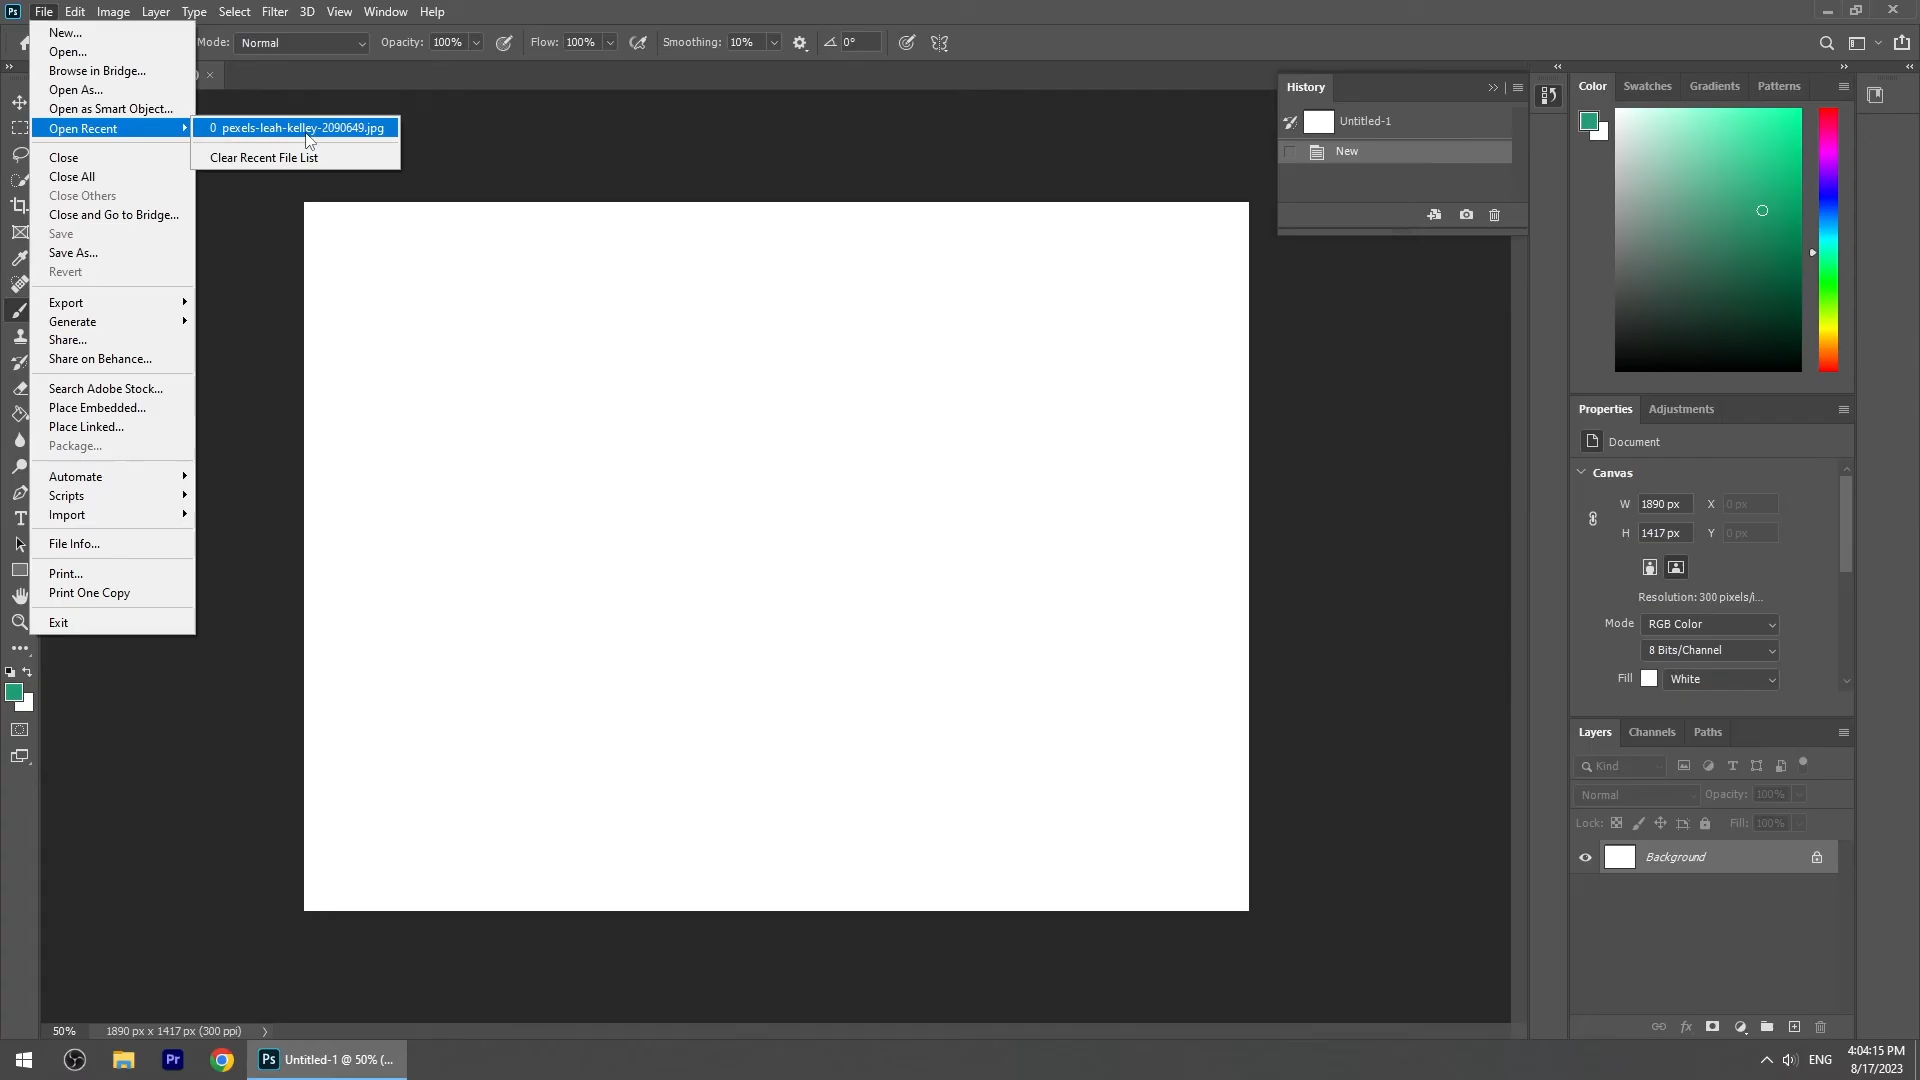 Ps File Edit Image Layer Type Select Filter 3D View Window Help
Mode: Normal Opacity: 100% Flow: 100% Smoothing: 10% 0°
New...
Open...
Browse in Bridge...
Open As...
Open as Smart Object...
Open Recent
0 pexels-leah-kelley-2090649.jpg
Clear Recent File List
Close
Close All
Close Others
Close and Go to Bridge...
Save
Save As...
Revert
Export
Generate
Share...
Share on Behance...
Search Adobe Stock...
Place Embedded...
Place Linked...
Package...
Automate
Scripts
Import
File Info...
Print...
Print One Copy
Exit
History
Untitled-1
New
Color Swatches Gradients Patterns
Properties Adjustments
Document
Canvas
W 1890 px X 0 px
H 1417 px Y 0 px
Resolution: 300 pixels/i...
Mode RGB Color
8 Bits/Channel
Fill White
Layers Channels Paths
Kind
Normal Opacity: 100%
Lock: Fill: 100%
Background
50% 1890 px x 1417 px (300 ppi)
Pr Ps Untitled-1 @ 50% (... ENG
4:04:15 PM
8/17/2023